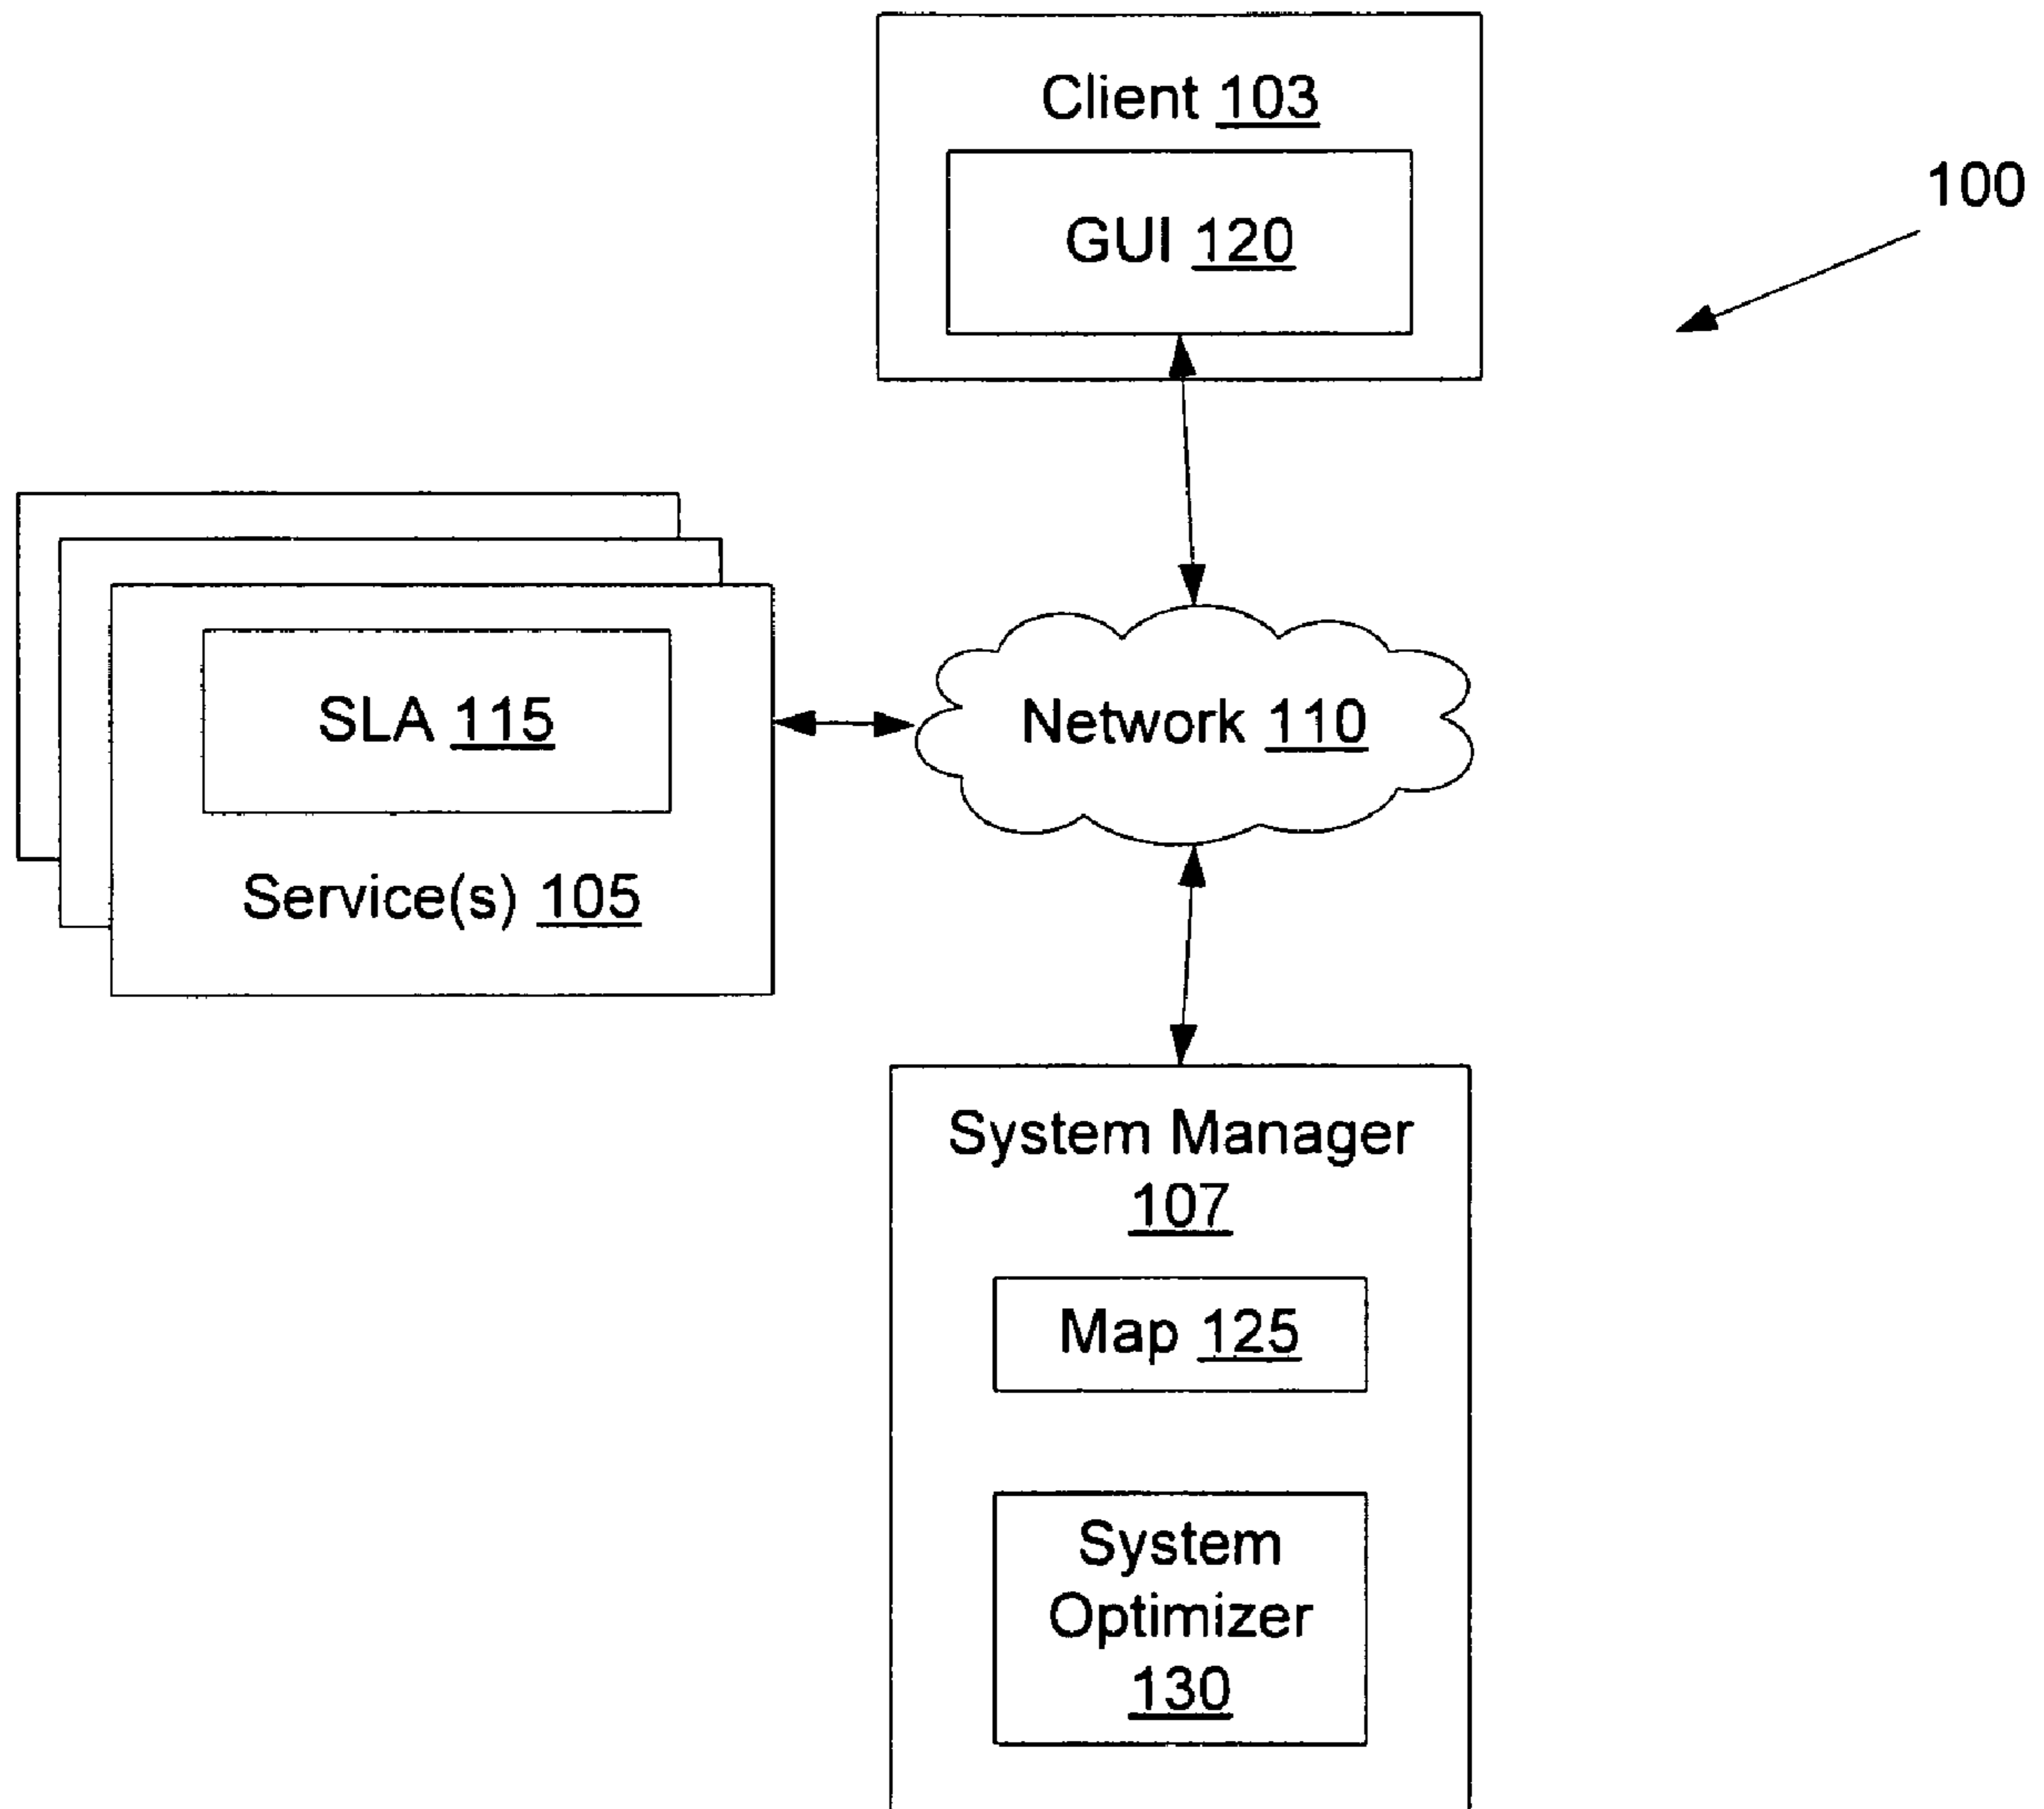 Client 103
GUI 120
100
SLA 115
Service(s) 105
Network 110
System Manager
107
Map 125
System
Optimizer
130